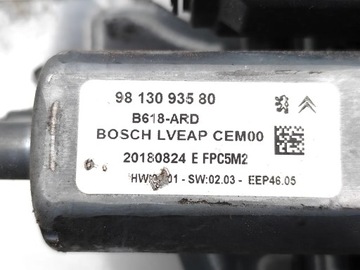 98 130 935 80
B618-ARD
BOSCH LVEAP CEM00
20180824 E FPC5M2
- SW:02.03 - EEP46.05